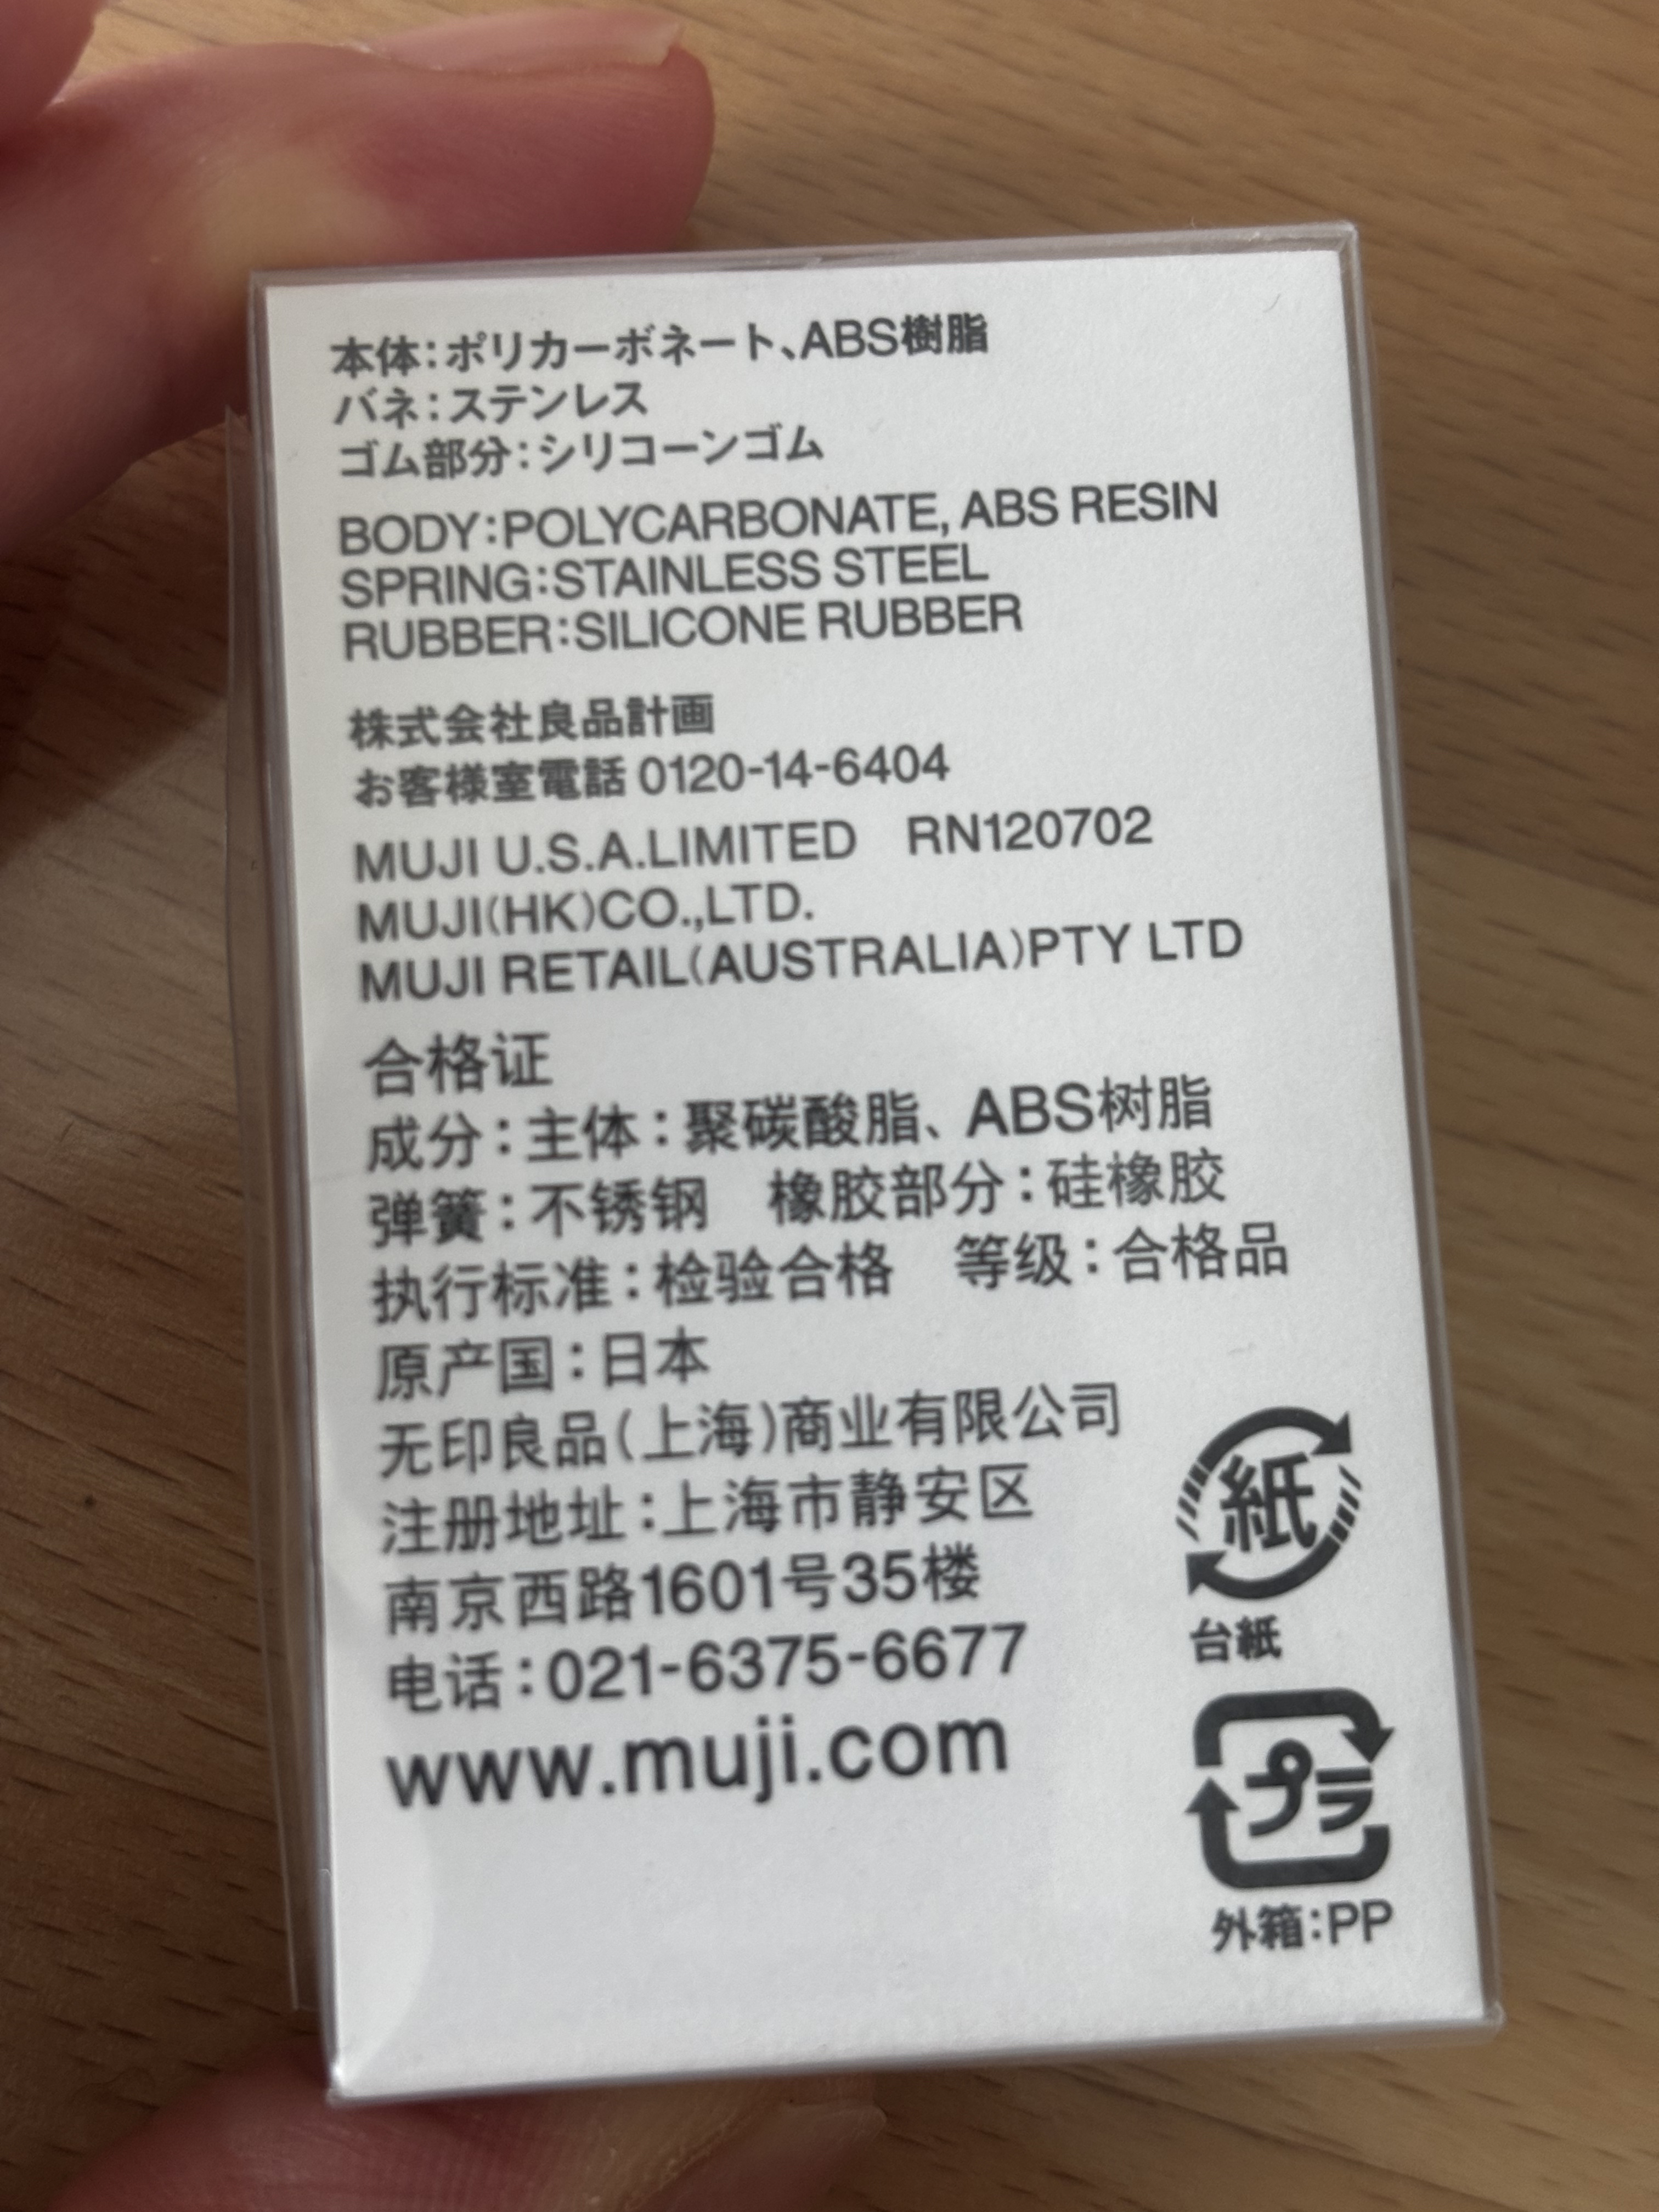 本体:ポリカーボネート、ABS樹脂
バネ:ステンレス
ゴム部分:シリコーンゴム
BODY:POLYCARBONATE, ABS RESIN
SPRING:STAINLESS STEEL
RUBBER:SILICONE RUBBER
株式会社良品計画
お客様室電話 0120-14-6404
MUJI U.S.A.LIMITED RN120702
MUJI(HK)CO.,LTD.
MUJI RETAIL(AUSTRALIA)PTY LTD
合格证
成分:主体:聚碳酸脂、ABS树脂
弹簧:不锈钢 橡胶部分:硅橡胶
执行标准:检验合格 等级:合格品
原产国:日本
无印良品(上海)商业有限公司
注册地址:上海市静安区
南京西路1601号35楼
电话:021-6375-6677
www.muji.com
紙
台紙
プラ
外箱:PP